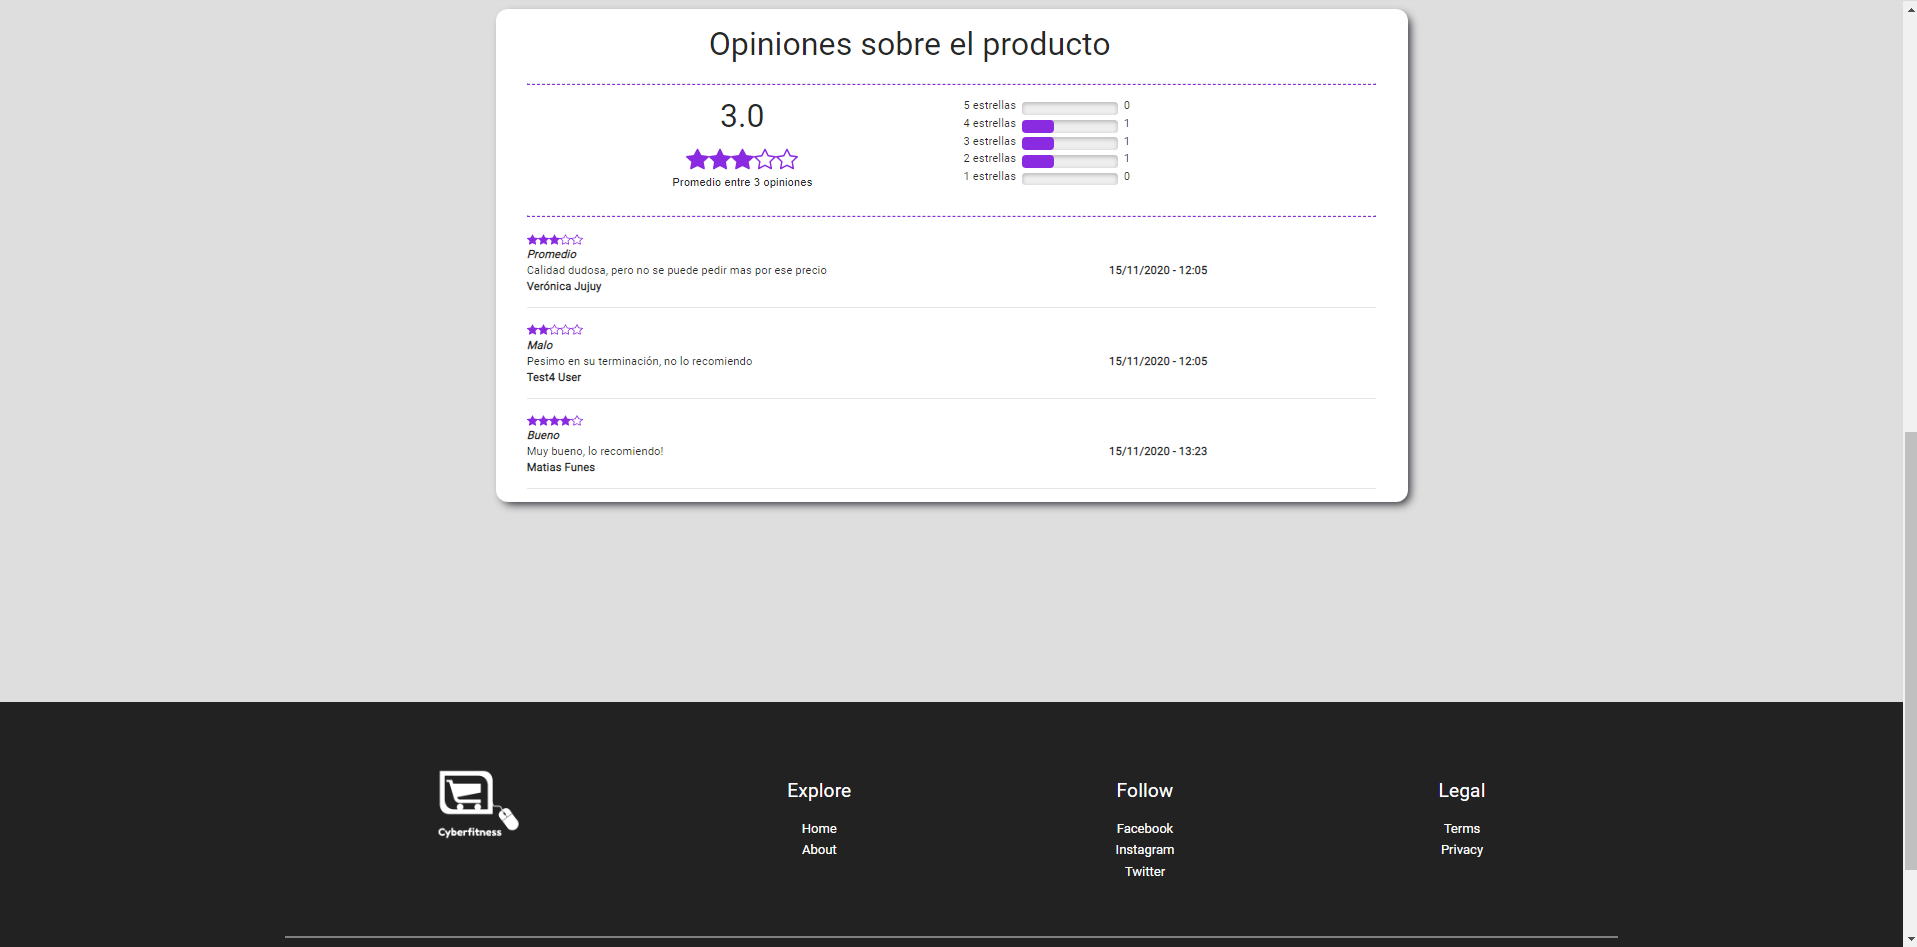 Opiniones sobre el producto
3.0
Promedio entre 3 opiniones
5 estrellas 0
4 estrellas 1
3 estrellas 1
2 estrellas 1
1 estrellas 0
Promedio
Calidad dudosa, pero no se puede pedir mas por ese precio
15/11/2020 - 12:05
Verónica Jujuy
Malo
Pesimo en su terminación, no lo recomiendo
15/11/2020 - 12:05
Test4 User
Bueno
Muy bueno, lo recomiendo!
15/11/2020 - 13:23
Matias Funes
Cyberfitness
Explore
Home
About
Follow
Facebook
Instagram
Twitter
Legal
Terms
Privacy